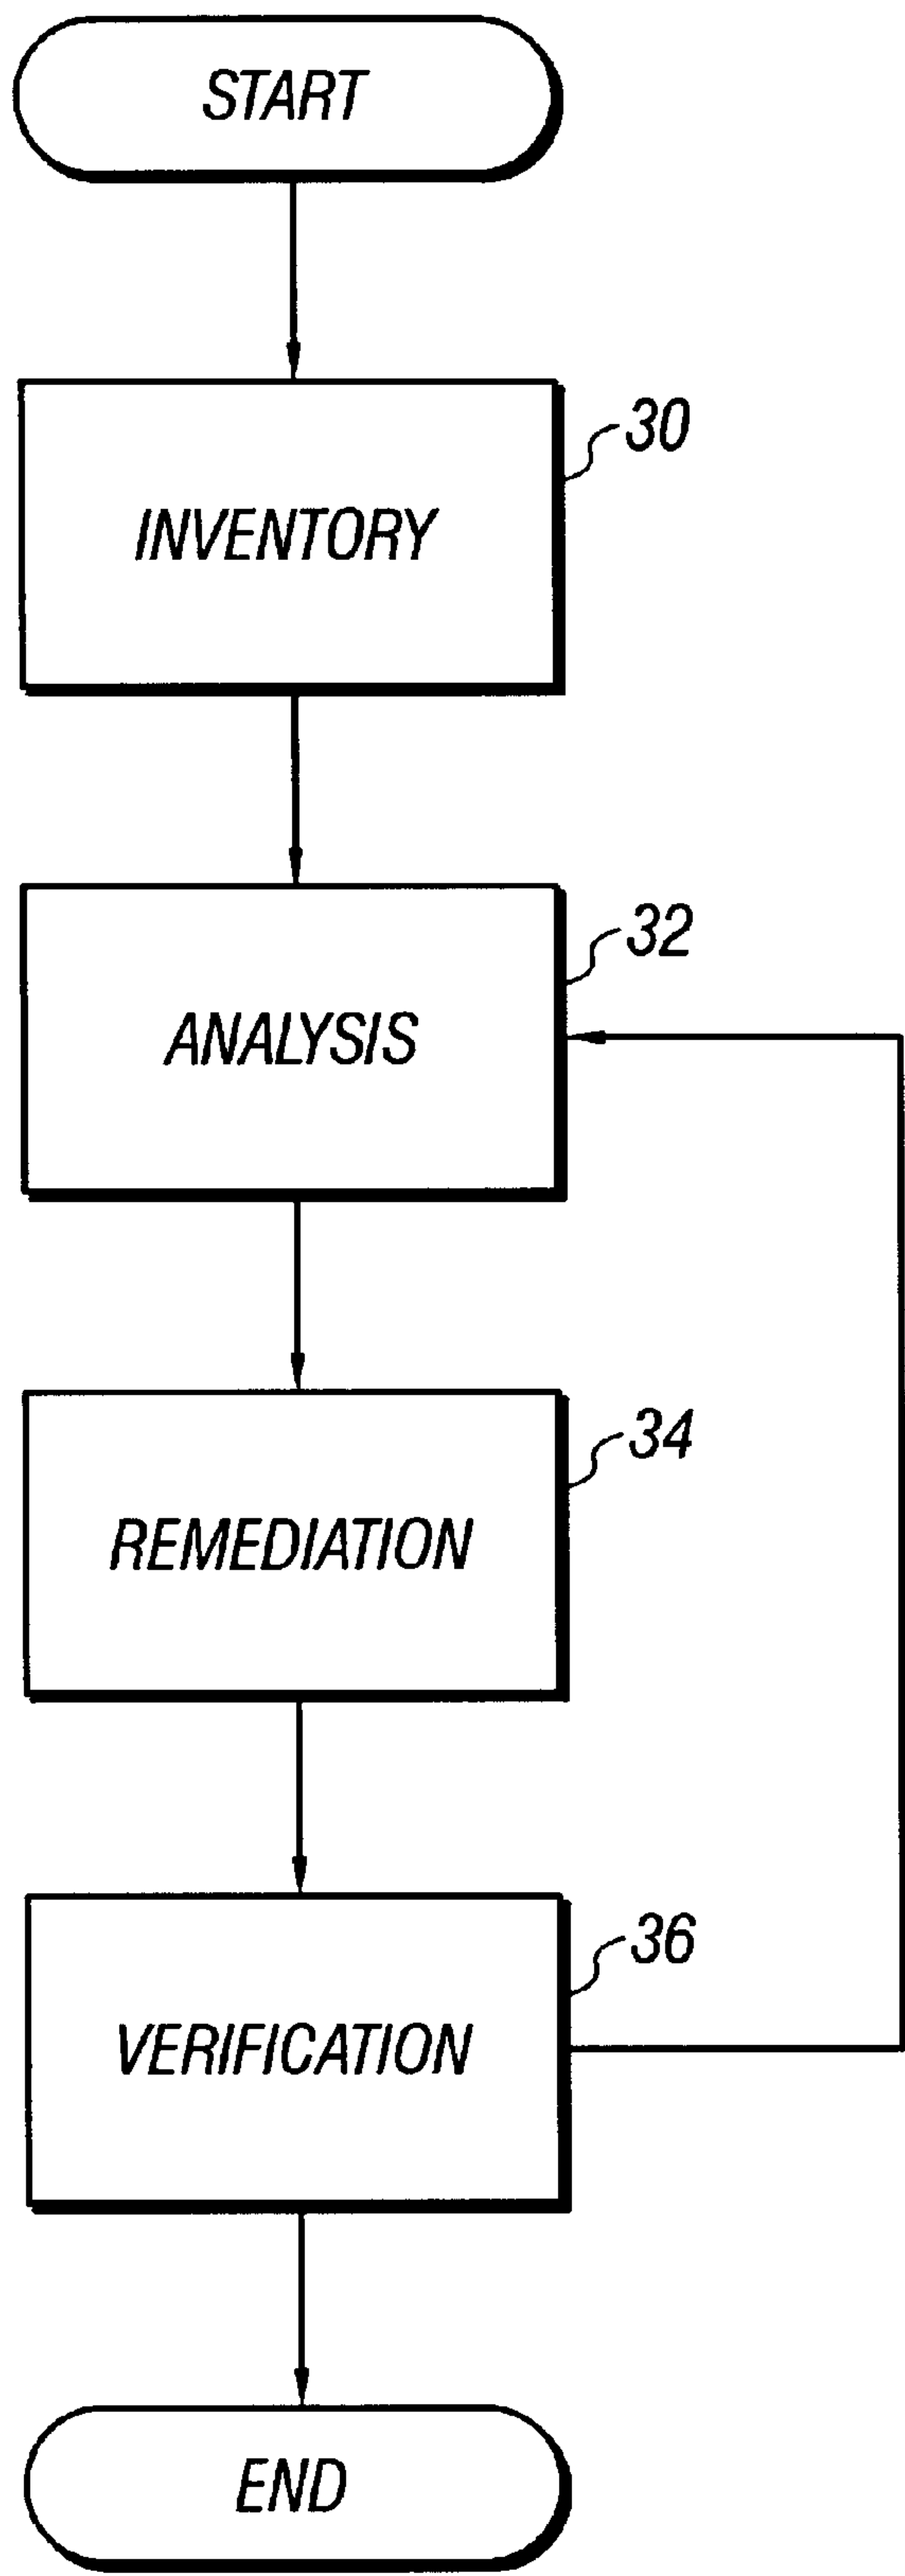 START
30
INVENTORY
32
ANALYSIS
34
REMEDIATION
36
VERIFICATION
END